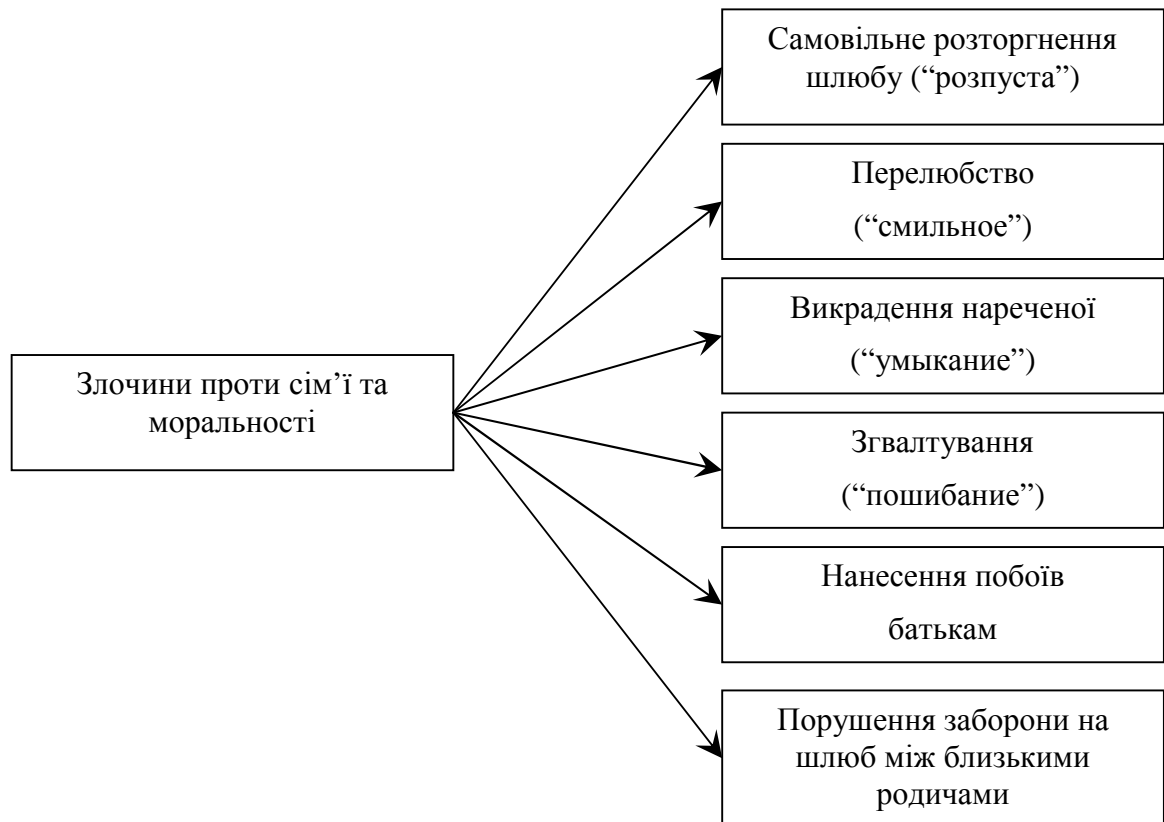 Самовільне розторгнення
шлюбу (“розпуста”)
Перелюбство
(“смильное”)
Викрадення нареченої
(“умыкание”)
Злочини проти сім’ї та
моральності
Згвалтування
(“пошибание”)
Нанесення побоїв
батькам
Порушення заборони на
шлюб між близькими
родичами